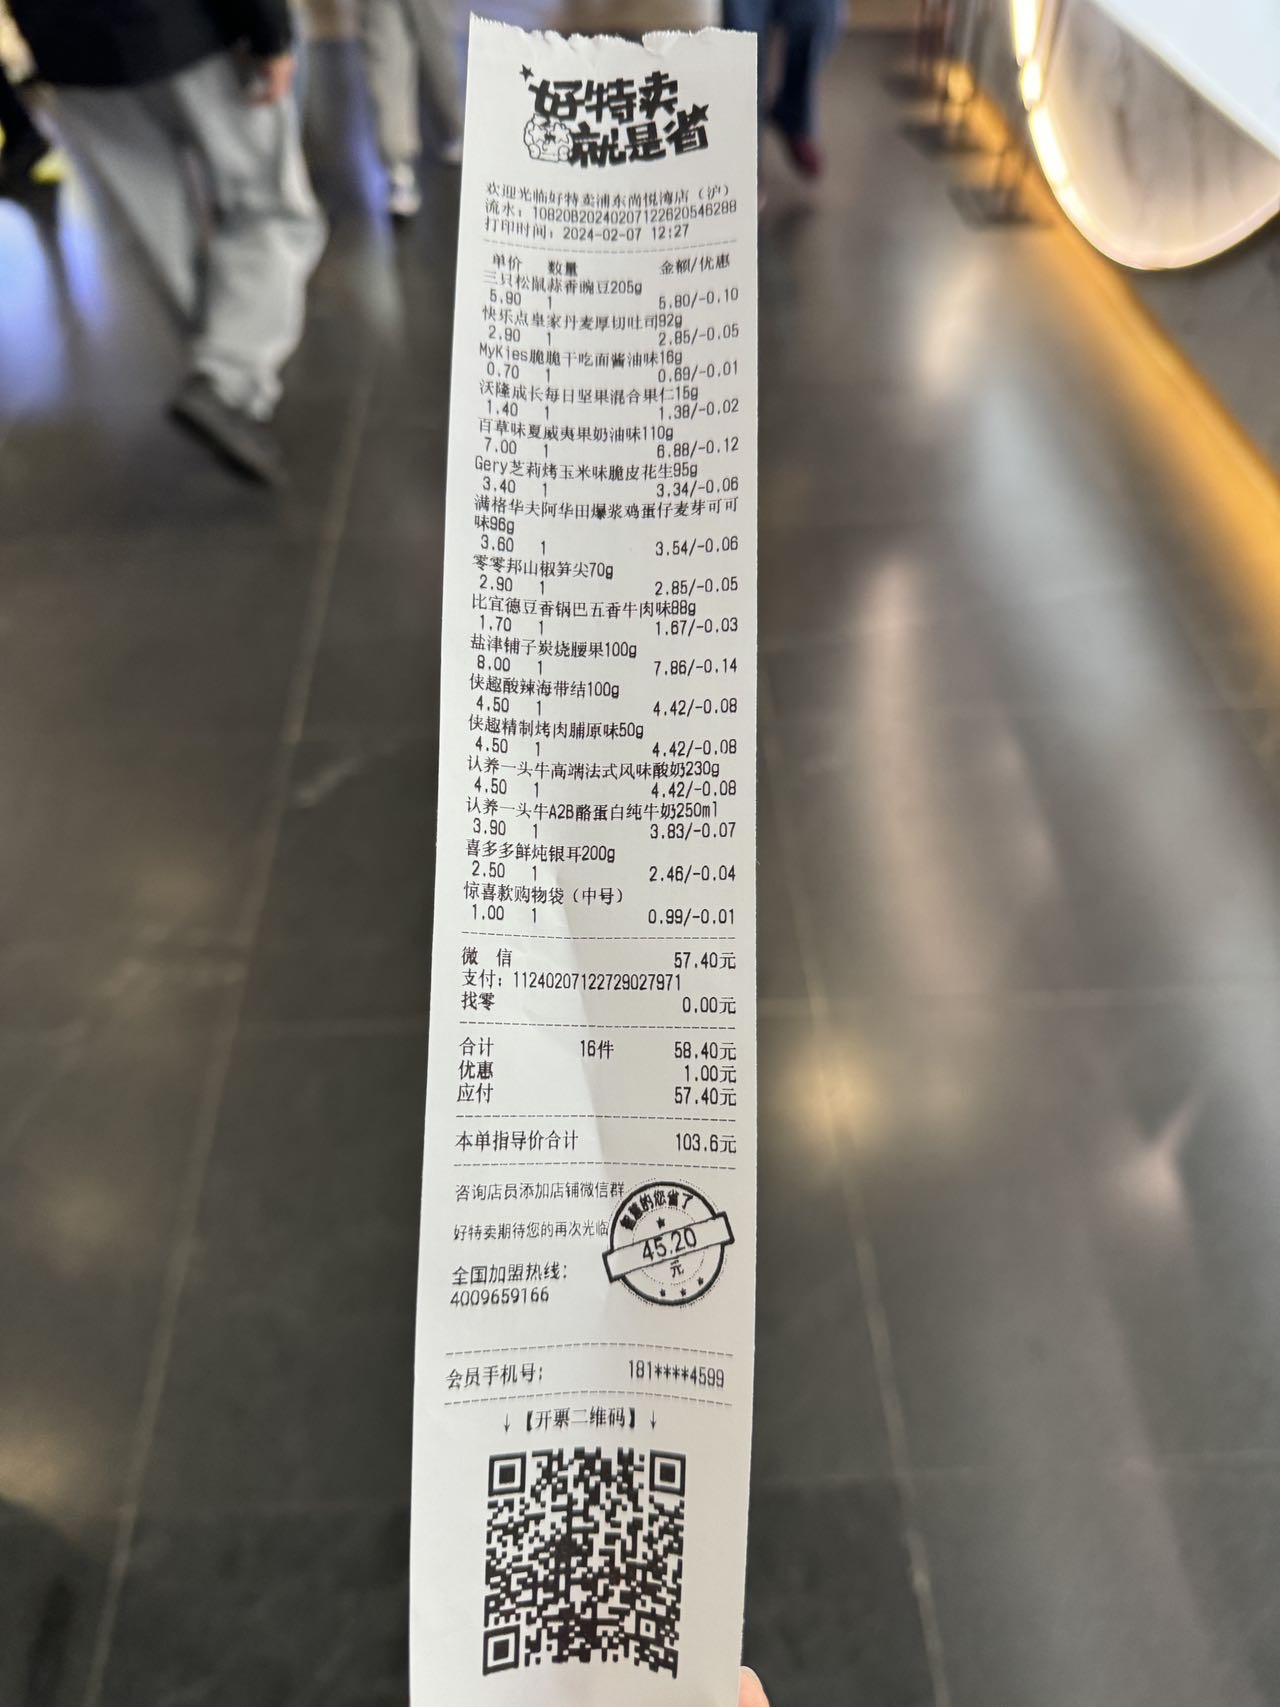 好特卖
就是省
欢迎光临好特卖浦东尚悦湾店（沪）
流水：10820B20240207122620546288
打印时间：2024-02-07 12:27
单价 数量 金额/优惠
三只松鼠蒜香豌豆205g
5.90 1 5.80/-0.10
快乐点皇家丹麦厚切吐司92g
2.90 1 2.85/-0.05
MyKies脆脆干吃面酱油味16g
0.70 1 0.69/-0.01
沃隆成长每日坚果混合果仁15g
1.40 1 1.38/-0.02
百草味夏威夷果奶油味110g
7.00 1 6.88/-0.12
Gery芝莉烤玉米味脆皮花生95g
3.40 1 3.34/-0.06
满格华夫阿华田爆浆鸡蛋仔麦芽可可
味96g
3.60 1 3.54/-0.06
零零邦山椒笋尖70g
2.90 1 2.85/-0.05
比宜德豆香锅巴五香牛肉味88g
1.70 1 1.67/-0.03
盐津铺子炭烧腰果100g
8.00 1 7.86/-0.14
侠趣酸辣海带结100g
4.50 1 4.42/-0.08
侠趣精制烤肉脯原味50g
4.50 1 4.42/-0.08
认养一头牛高端法式风味酸奶230g
4.50 1 4.42/-0.08
认养一头牛A2B酪蛋白纯牛奶250ml
3.90 1 3.83/-0.07
喜多多鲜炖银耳200g
2.50 1 2.46/-0.04
惊喜款购物袋（中号）
1.00 1 0.99/-0.01
微 信 57.40元
支付：11240207122729027971
找零 0.00元
合计 16件 58.40元
优惠 1.00元
应付 57.40元
本单指导价合计 103.6元
咨询店员添加店铺微信群
好特卖期待您的再次光临
的您省了
45.20
元
全国加盟热线：
4009659166
会员手机号： 181****4599
↓【开票二维码】↓